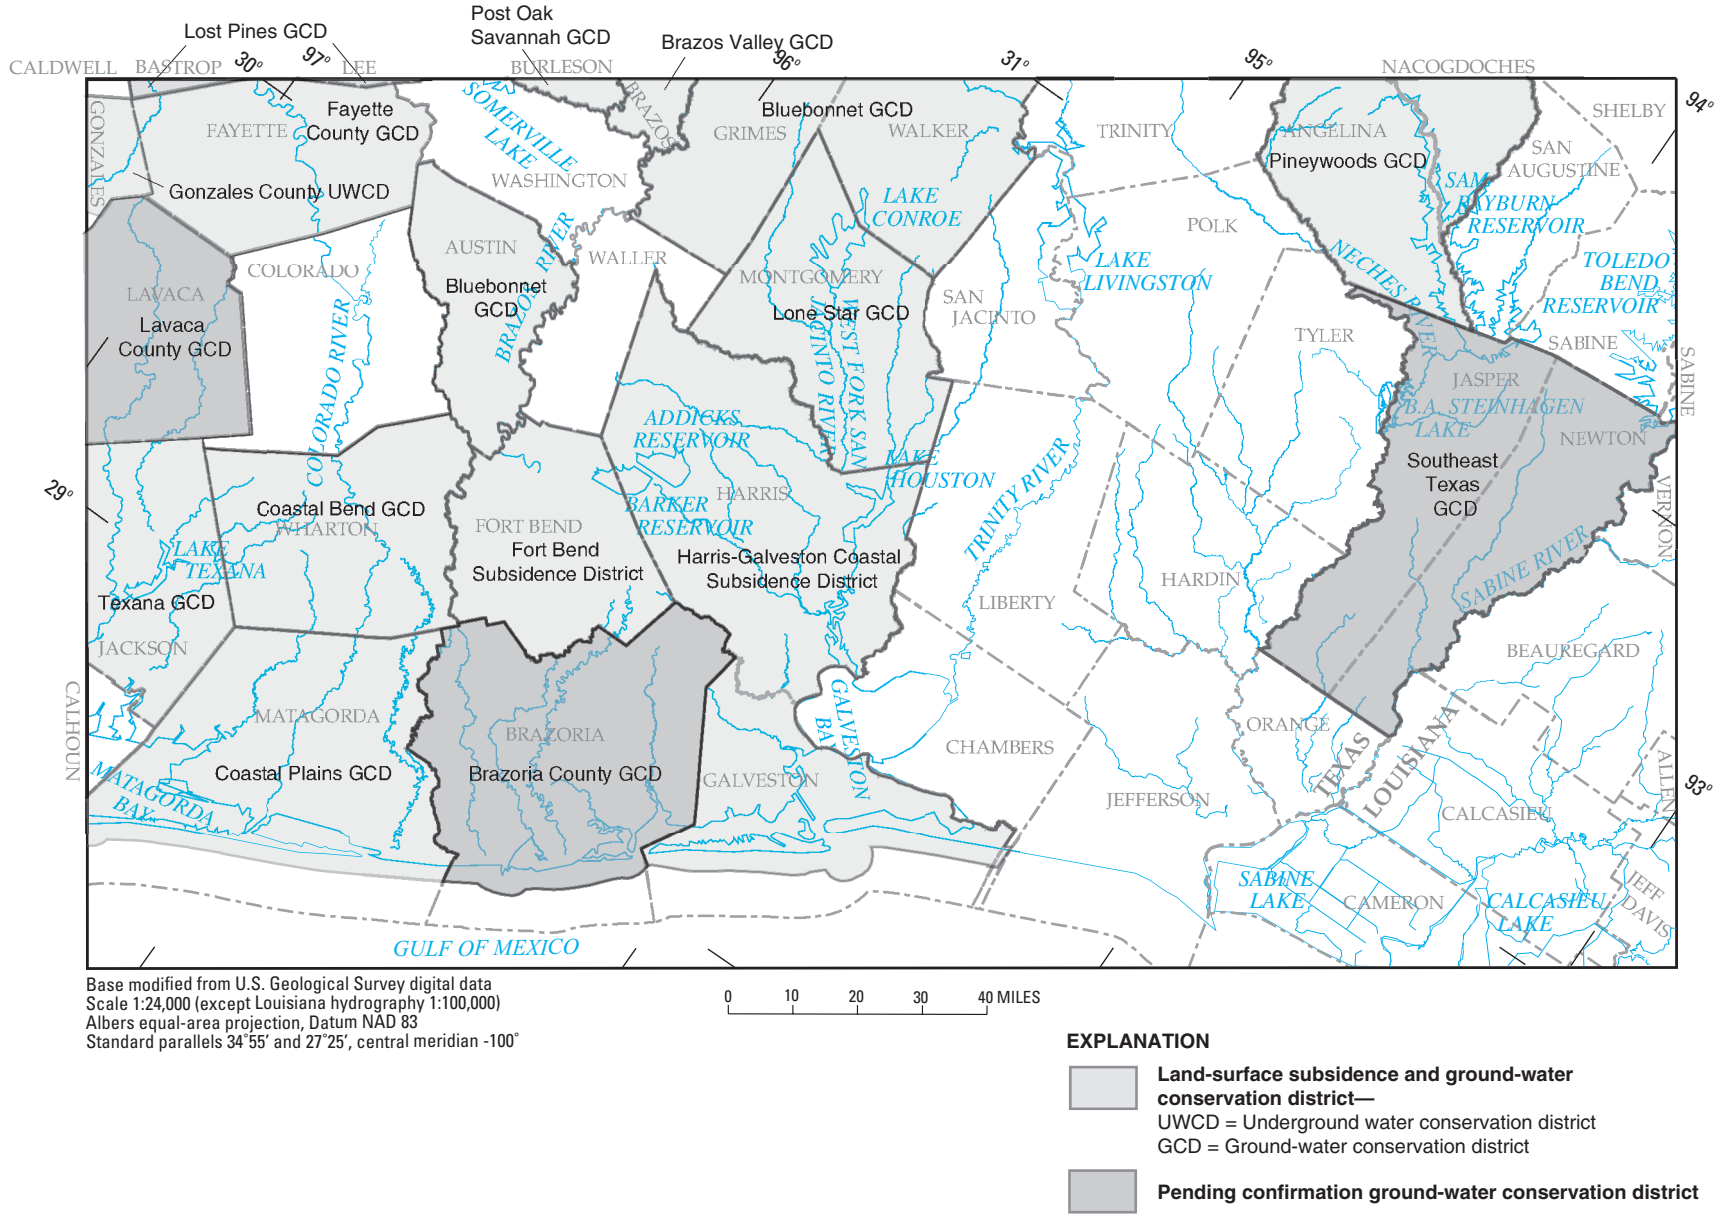 Lost Pines GCD
Post Oak
Savannah GCD
Brazos Valley GCD
CALDWELL
BASTROP
30°
97°
LEE
BURLESON
96°
31°
95°
NACOGDOCHES
94°
GONZALES
FAYETTE
Fayette
County GCD
SOMERVILLE
LAKE
BRAZOS
GRIMES
Bluebonnet GCD
WALKER
TRINITY
ANGELINA
Pineywoods GCD
SHELBY
SAN
AUGUSTINE
Gonzales County UWCD
WASHINGTON
LAKE
CONROE
SAM
RAYBURN
RESERVOIR
POLK
AUSTIN
Bluebonnet
GCD
BRAZOS RIVER
WALLER
COLORADO
MONTGOMERY
Lone Star GCD
LAKE
LIVINGSTON
NECHES RIVER
TOLEDO
BEND
RESERVOIR
LAVACA
Lavaca
County GCD
SAN
JACINTO
TYLER
SABINE
SABINE
COLORADO RIVER
WEST FORK SAN
JACINTO RIVER
JASPER
B.A. STEINHAGEN
LAKE
NEWTON
ADDICKS
RESERVOIR
LAKE
HOUSTON
TRINITY RIVER
Southeast
Texas
GCD
29°
Coastal Bend GCD
WHARTON
FORT BEND
Fort Bend
Subsidence District
BARKER
RESERVOIR
HARRIS
Harris-Galveston Coastal
Subsidence District
VERNON
LAKE
TEXANA
Texana GCD
JACKSON
HARDIN
LIBERTY
SABINE RIVER
BEAUREGARD
CALHOUN
MATAGORDA
Coastal Plains GCD
BRAZORIA
Brazoria County GCD
GALVESTON
GALVESTON
BAY
CHAMBERS
ORANGE
TEXAS
LOUISIANA
JEFFERSON
CALCASIEU
ALLEN
93°
MATAGORDA
BAY
SABINE
LAKE
CAMERON
CALCASIEU
LAKE
JEFF
DAVIS
GULF OF MEXICO
Base modified from U.S. Geological Survey digital data
Scale 1:24,000 (except Louisiana hydrography 1:100,000)
Albers equal-area projection, Datum NAD 83
Standard parallels 34°55’ and 27°25’, central meridian -100°
0 10 20 30 40 MILES
EXPLANATION
Land-surface subsidence and ground-water
conservation district—
UWCD = Underground water conservation district
GCD = Ground-water conservation district
Pending confirmation ground-water conservation district